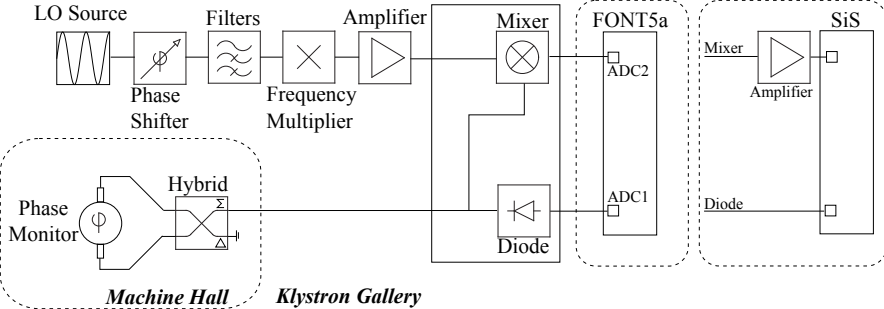 LO Source
Phase
Shifter
Filters
Frequency
Multiplier
Amplifier
Mixer
FONT5a
ADC2
ADC1
SiS
Mixer
Amplifier
Diode
Phase
Monitor
φ
φ
Hybrid
Σ
Δ
Diode
Machine Hall
Klystron Gallery